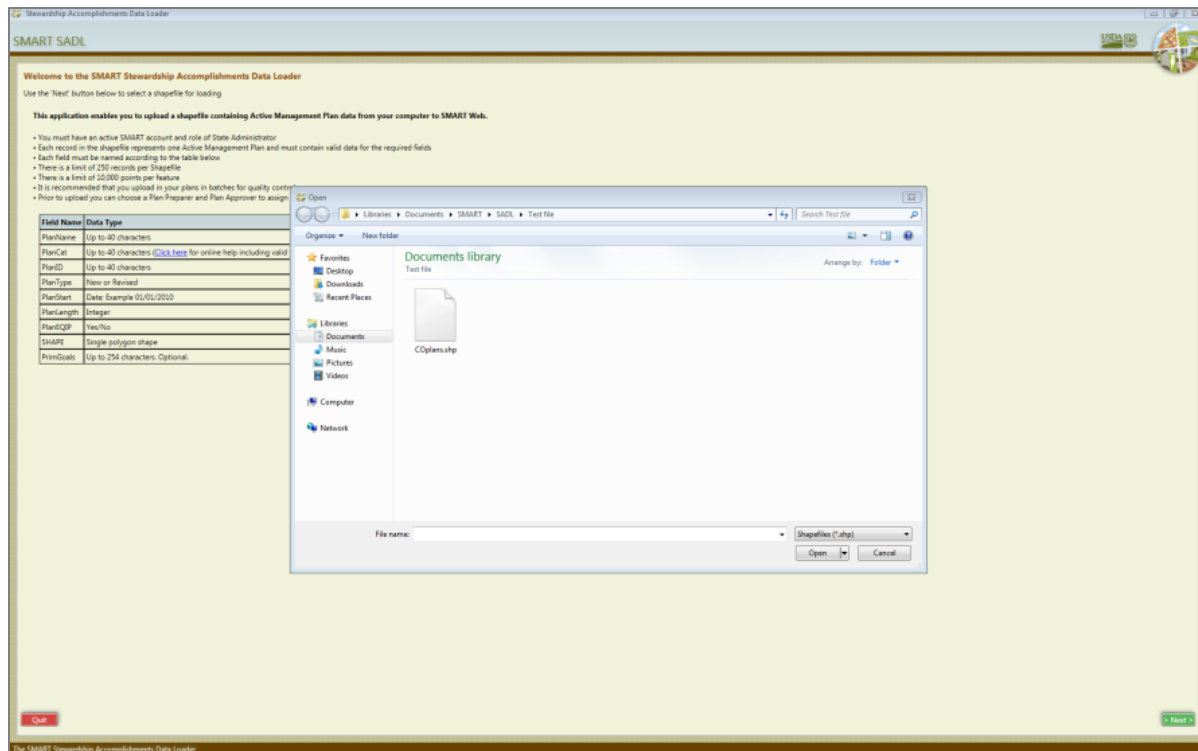 Stewardship Accomplishments Data Loader
SMART SADL
USDA
Welcome to the SMART Stewardship Accomplishments Data Loader
Use the 'Next' button below to select a shapefile for loading
This application enables you to upload a shapefile containing Active Management Plan data from your computer to SMART Web.
• You must have an active SMART account and role of State Administrator
• Each record in the shapefile represents one Active Management Plan and must contain valid data for the required fields
• Each field must be named according to the table below
• There is a limit of 250 records per Shapefile
• There is a limit of 10,000 points per feature
• It is recommended that you upload in your plans in batches for quality control
• Prior to upload you can choose a Plan Preparer and Plan Approver to assign
Field Name Data Type
PlanName Up to 40 characters
PlanCat Up to 40 characters (Click here for online help including valid
PlanID Up to 40 characters
PlanType New or Revised
PlanStart Date; Example 01/01/2010
PlanLength Integer
PlanEQIP Yes/No
SHAPE Single polygon shape
PrimGoals Up to 254 characters. Optional.
Open
Libraries Documents SMART SADL Test file
Search Test file
Organize New folder
Favorites
Desktop
Downloads
Recent Places
Libraries
Documents
Music
Pictures
Videos
Computer
Network
Documents library
Test file
Arrange by: Folder
COplans.shp
File name:
Shapefiles (*.shp)
Open Cancel
Quit
> Next >
The SMART Stewardship Accomplishments Data Loader